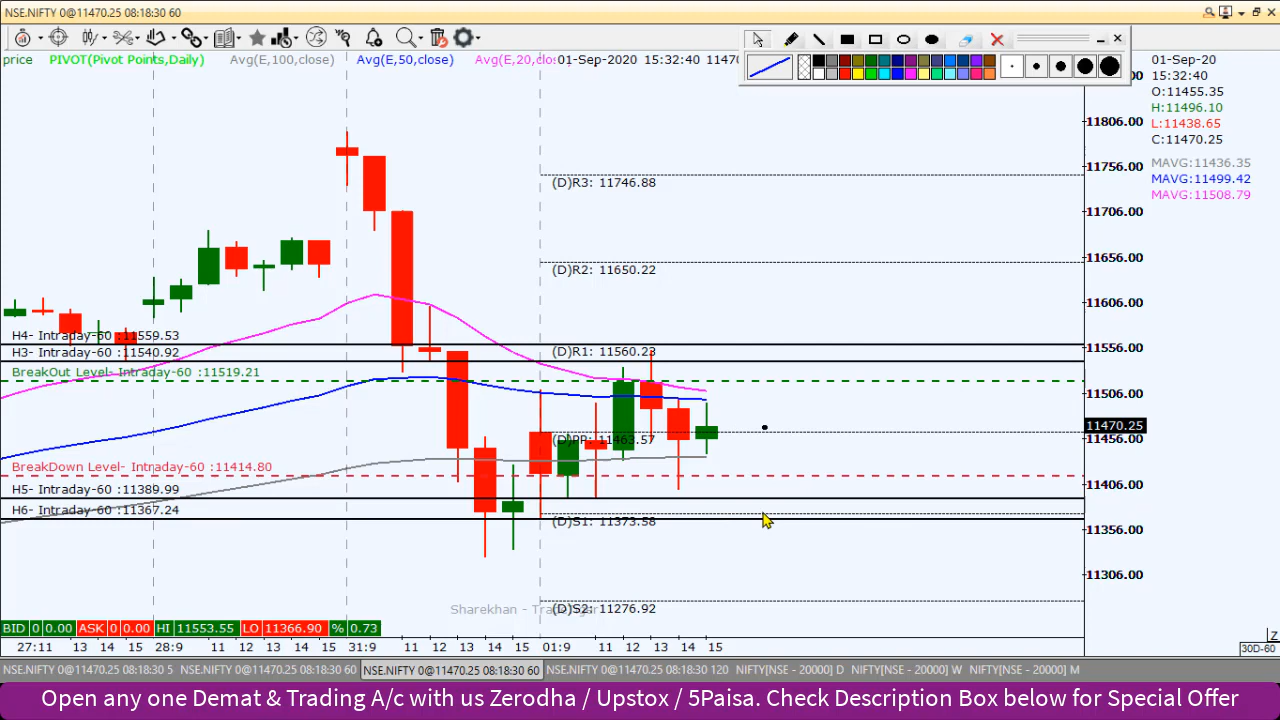 NSE.NIFTY 0@11470.25 08:18:30 60
price PIVOT(Pivot Points,Daily) Avg(E,100,close) Avg(E,50,close) Avg(E,20,clos 01-Sep-2020 15:32:40 1147
01-Sep-20
15:32:40
O:11455.35
H:11496.10
L:11438.65
C:11470.25
MAVG:11436.35
MAVG:11499.42
MAVG:11508.79
11806.00
11756.00
11706.00
11656.00
11606.00
11556.00
11506.00
11470.25
11456.00
11406.00
11356.00
11306.00
(D)R3: 11746.88
(D)R2: 11650.22
H4- Intraday-60 :11559.53
H3- Intraday-60 :11540.92
(D)R1: 11560.23
BreakOut Level- Intraday-60 :11519.21
(D)PP: 11463.57
BreakDown Level- Intraday-60 :11414.80
H5- Intraday-60 :11389.99
H6- Intraday-60 :11367.24
(D)S1: 11373.58
(D)S2: 11276.92
BID 0 0.00 ASK 0 0.00 HI 11553.55 LO 11366.90 % 0.73
27:11 13 14 15 28:9 11 12 13 14 15 31:9 11 12 13 14 15 01:9 11 12 13 14 15
Z
30D-60
NSE.NIFTY 0@11470.25 08:18:30 5 NSE.NIFTY 0@11470.25 08:18:30 60 NSE.NIFTY 0@11470.25 08:18:30 60 NSE.NIFTY 0@11470.25 08:18:30 120 NIFTY[NSE - 20000] D NIFTY[NSE - 20000] W NIFTY[NSE - 20000] M
Open any one Demat & Trading A/c with us Zerodha / Upstox / 5Paisa. Check Description Box below for Special Offer